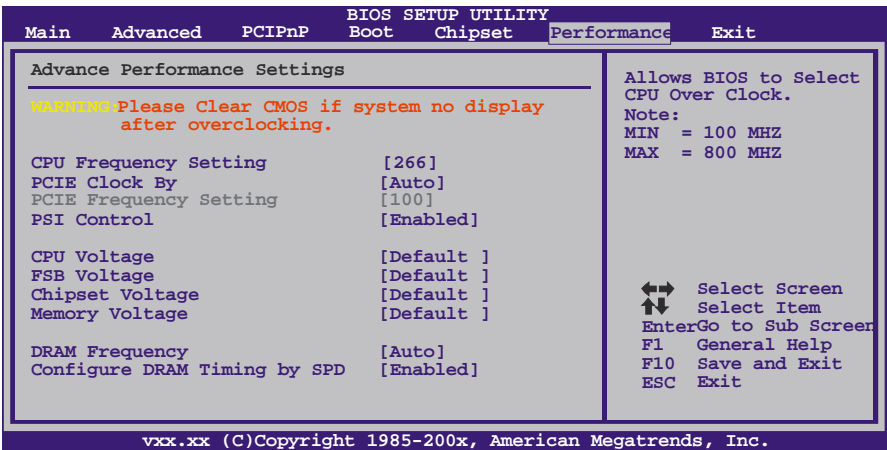 BIOS SETUP UTILITY
Main Advanced PCIPnP Boot Chipset Performance Exit
Advance Performance Settings
WARNING:Please Clear CMOS if system no display
after overclocking.
CPU Frequency Setting [266]
PCIE Clock By [Auto]
PCIE Frequency Setting [100]
PSI Control [Enabled]
CPU Voltage [Default ]
FSB Voltage [Default ]
Chipset Voltage [Default ]
Memory Voltage [Default ]
DRAM Frequency [Auto]
Configure DRAM Timing by SPD [Enabled]
Allows BIOS to Select
CPU Over Clock.
Note:
MIN = 100 MHZ
MAX = 800 MHZ
Select Screen
Select Item
EnterGo to Sub Screen
F1 General Help
F10 Save and Exit
ESC Exit
vxx.xx (C)Copyright 1985-200x, American Megatrends, Inc.